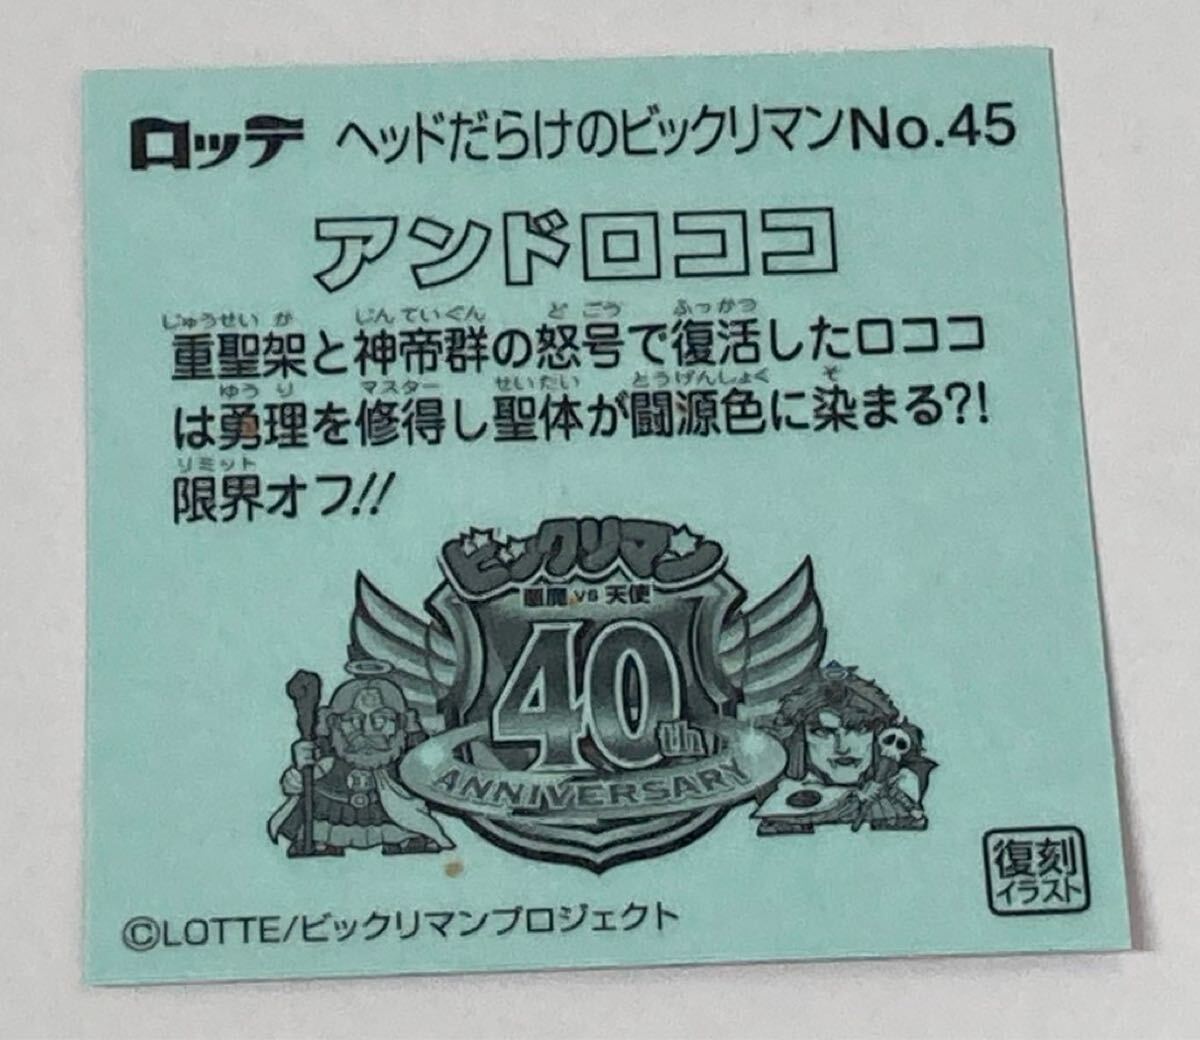 ロッテ ヘッドだらけのビックリマンNo.45
アンドロココ
じゅうせいが じんていぐん どごう ふっかつ
重聖架と神帝群の怒号で復活したロココ
ゆうり マスター せいたい とうげんしょく そ
は勇理を修得し聖体が闘源色に染まる?!
リミット
限界オフ!!
ビックリマン
悪魔 VS 天使
40th
ANNIVERSARY
復刻
イラスト
©LOTTE/ビックリマンプロジェクト